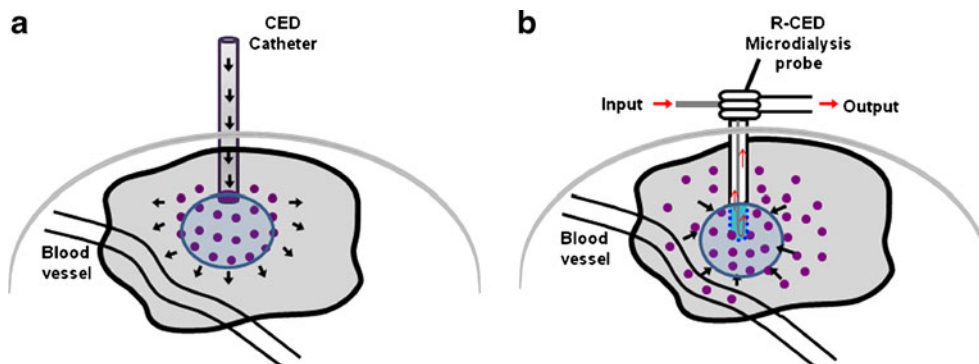 a
CED
Catheter
Blood
vessel
b
R-CED
Microdialysis
probe
Input
Output
Blood
vessel